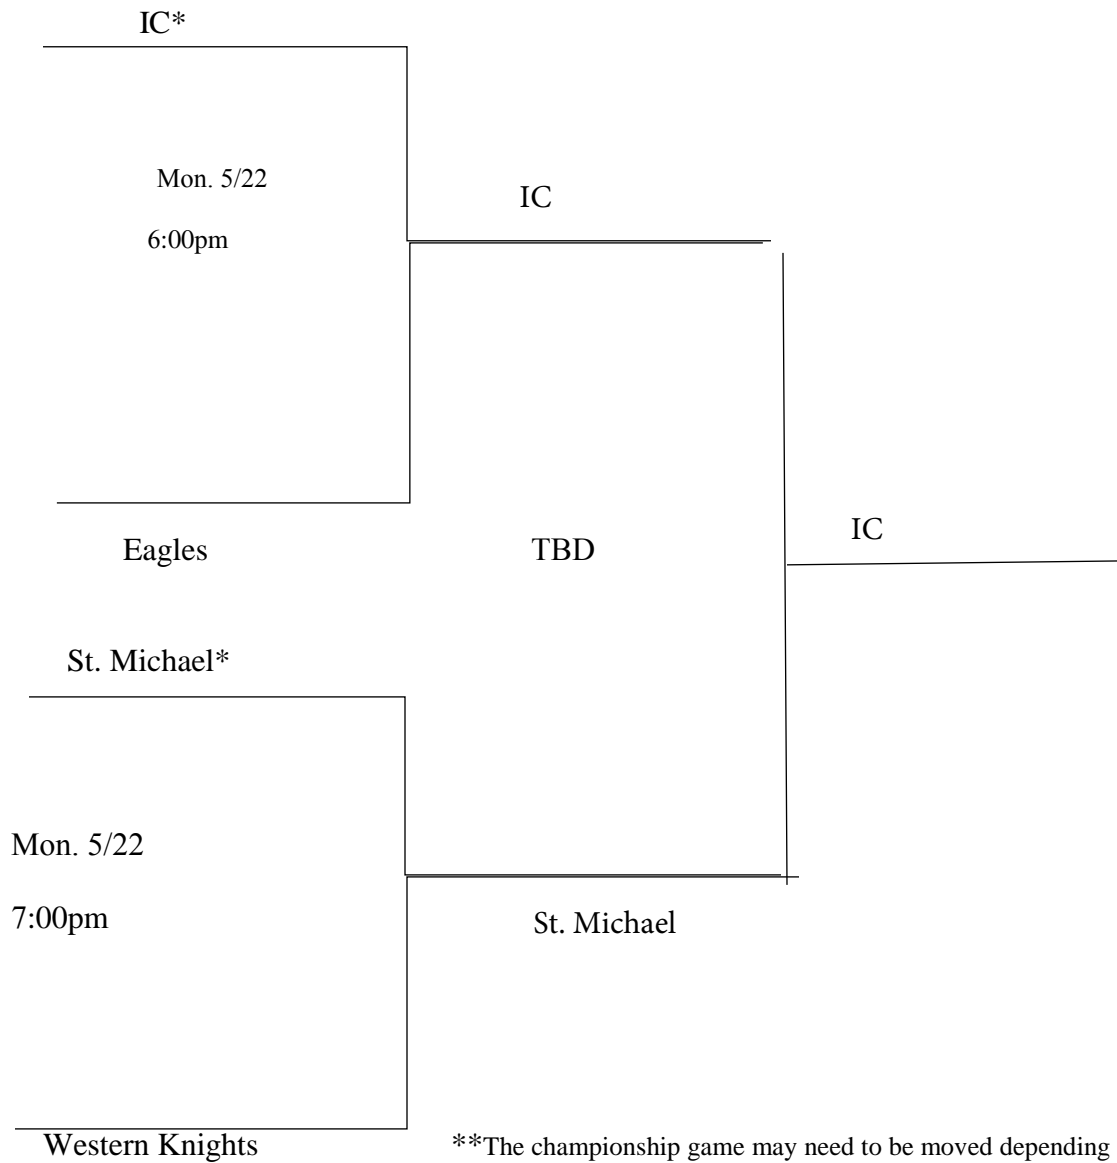 IC*
Mon. 5/22
6:00pm
IC
Eagles
TBD
IC
St. Michael*
Mon. 5/22
7:00pm
St. Michael
Western Knights
**The championship game may need to be moved depending